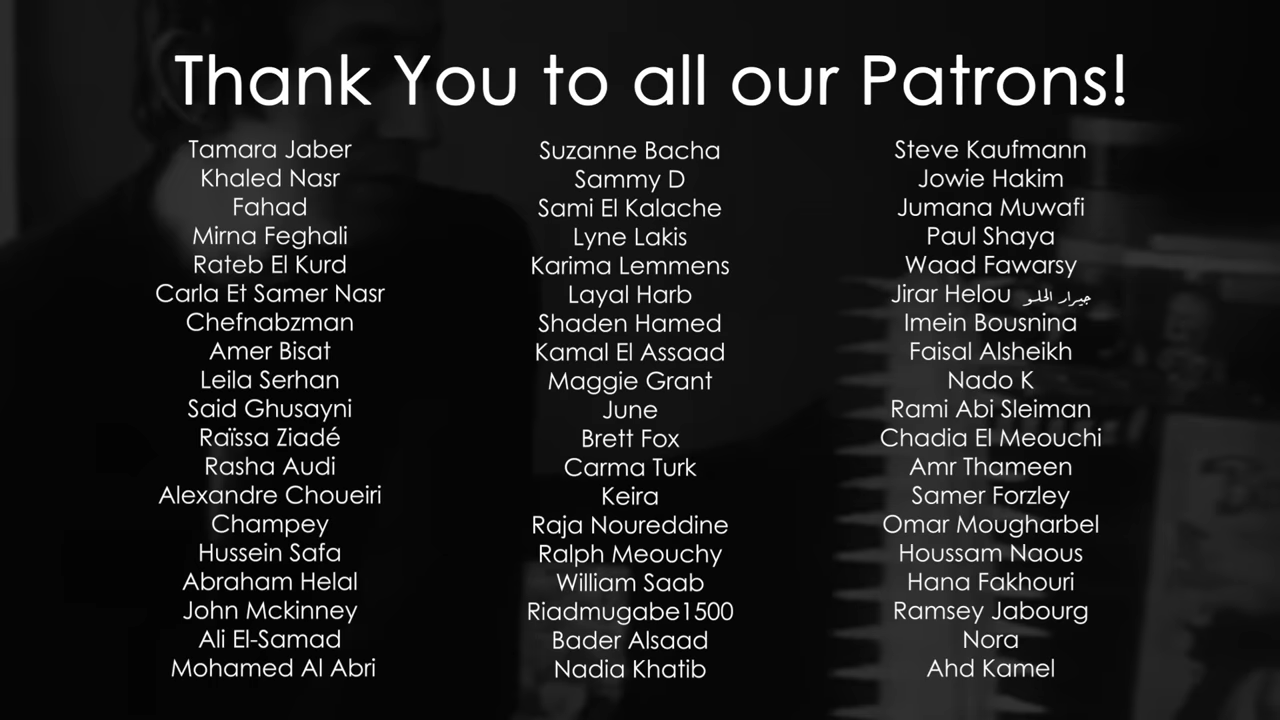 Thank You to all our Patrons!
Tamara Jaber
Khaled Nasr
Fahad
Mirna Feghali
Rateb El Kurd
Carla Et Samer Nasr
Chefnabzman
Amer Bisat
Leila Serhan
Said Ghusayni
Raïssa Ziadé
Rasha Audi
Alexandre Choueiri
Champey
Hussein Safa
Abraham Helal
John Mckinney
Ali El-Samad
Mohamed Al Abri
Suzanne Bacha
Sammy D
Sami El Kalache
Lyne Lakis
Karima Lemmens
Layal Harb
Shaden Hamed
Kamal El Assaad
Maggie Grant
June
Brett Fox
Carma Turk
Keira
Raja Noureddine
Ralph Meouchy
William Saab
Riadmugabe1500
Bader Alsaad
Nadia Khatib
Steve Kaufmann
Jowie Hakim
Jumana Muwafi
Paul Shaya
Waad Fawarsy
Jirar Helou جيرار الحلو
Imein Bousnina
Faisal Alsheikh
Nado K
Rami Abi Sleiman
Chadia El Meouchi
Amr Thameen
Samer Forzley
Omar Mougharbel
Houssam Naous
Hana Fakhouri
Ramsey Jabourg
Nora
Ahd Kamel